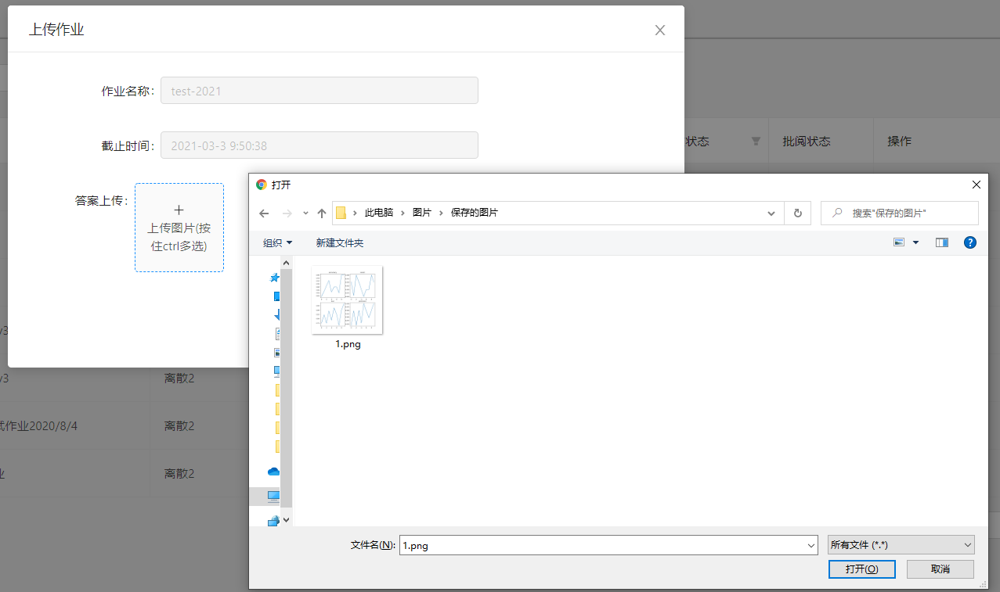 上传作业
作业名称：
test-2021
截止时间：
2021-03-3 9:50:38
答案上传：
上传图片(按
住ctrl多选)
状态
批阅状态
操作
v3
v3
离散2
式作业2020/8/4
离散2
业
离散2
打开
此电脑
图片
保存的图片
搜索"保存的图片"
组织
新建文件夹
1.png
文件名(N):
1.png
所有文件 (*.*)
打开(O)
取消